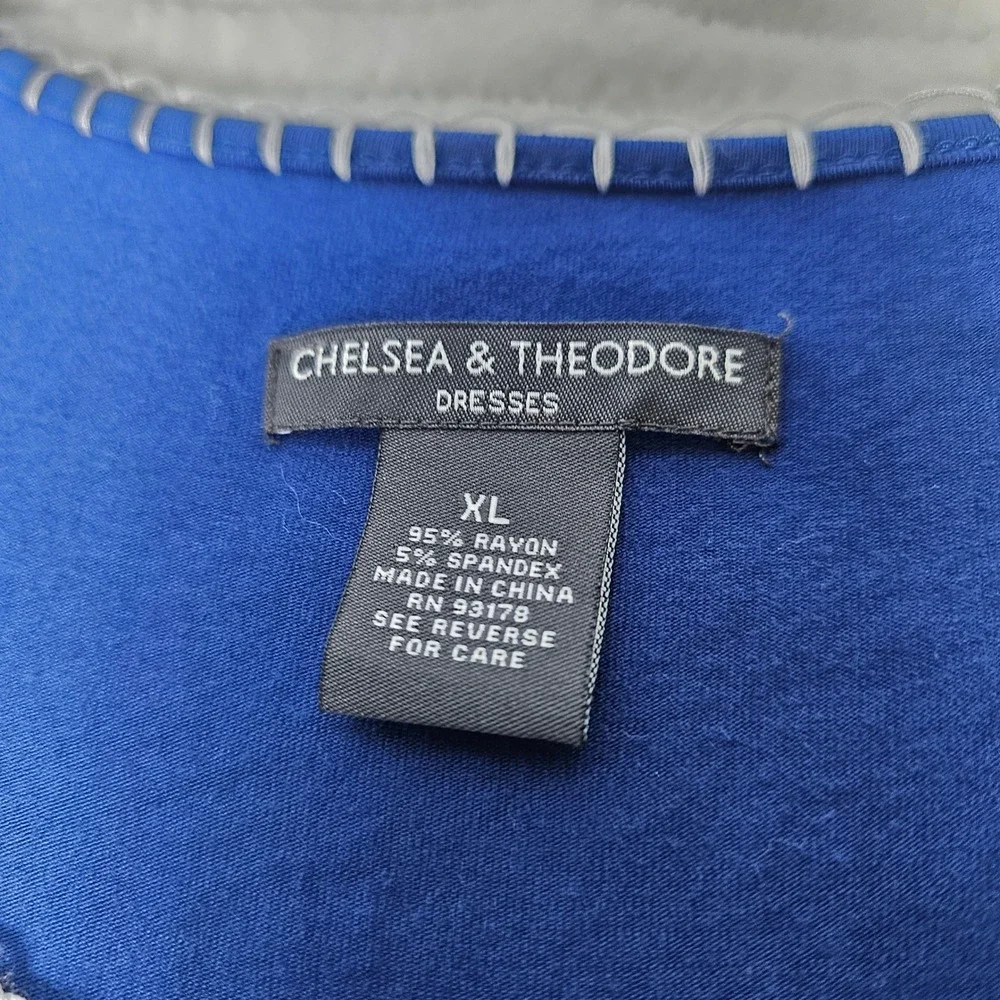 CHELSEA & THEODORE
DRESSES
XL
95% RAYON
5% SPANDEX
MADE IN CHINA
RN 93178
SEE REVERSE
FOR CARE